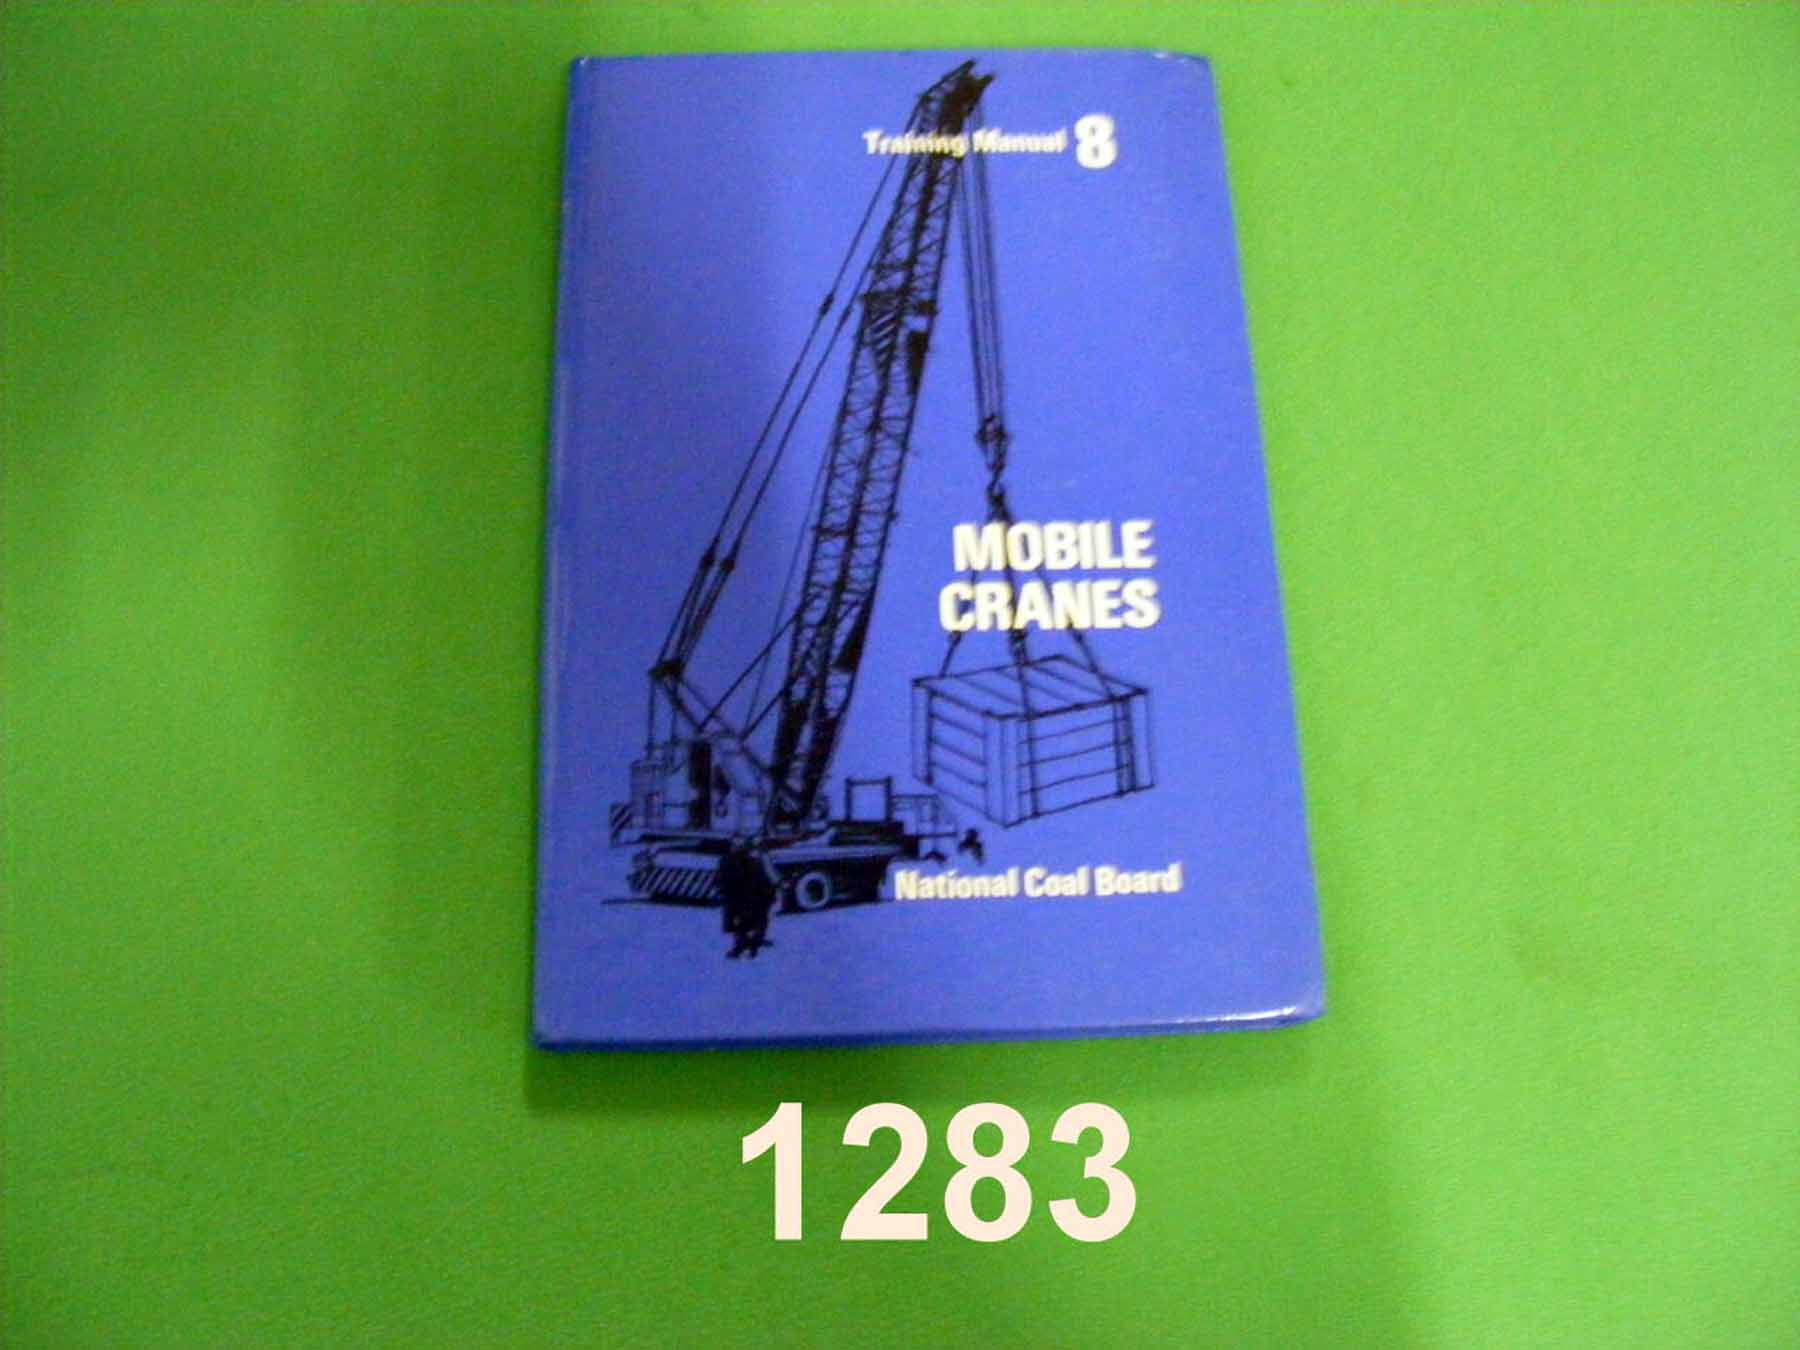 Training Manual 8
MOBILE
CRANES
National Coal Board
1283